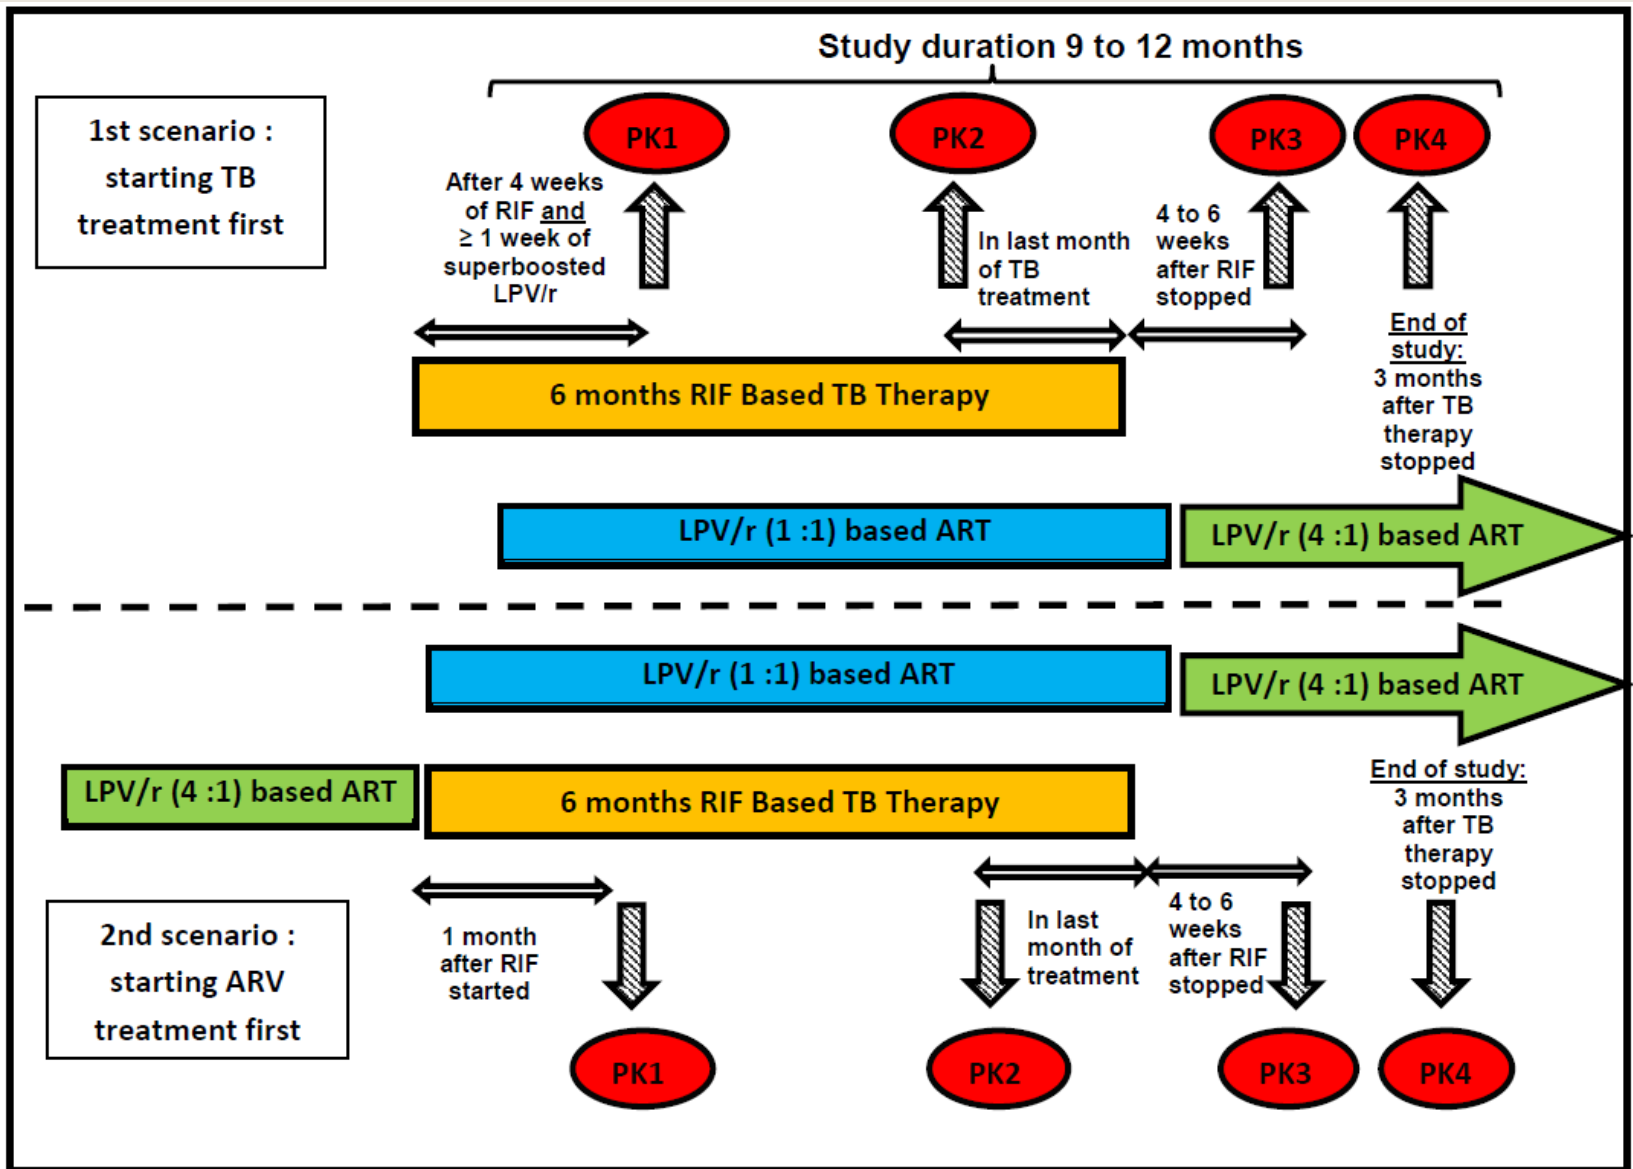 Study duration 9 to 12 months
1st scenario :
starting TB
treatment first
PK1
PK2
PK3
PK4
After 4 weeks
of RIF and
≥ 1 week of
superboosted
LPV/r
In last month
of TB
treatment
4 to 6
weeks
after RIF
stopped
End of
study:
3 months
after TB
therapy
stopped
6 months RIF Based TB Therapy
LPV/r (1 :1) based ART
LPV/r (4 :1) based ART
LPV/r (1 :1) based ART
LPV/r (4 :1) based ART
LPV/r (4 :1) based ART
6 months RIF Based TB Therapy
End of study:
3 months
after TB
therapy
stopped
2nd scenario :
starting ARV
treatment first
1 month
after RIF
started
In last
month of
treatment
4 to 6
weeks
after RIF
stopped
PK1
PK2
PK3
PK4